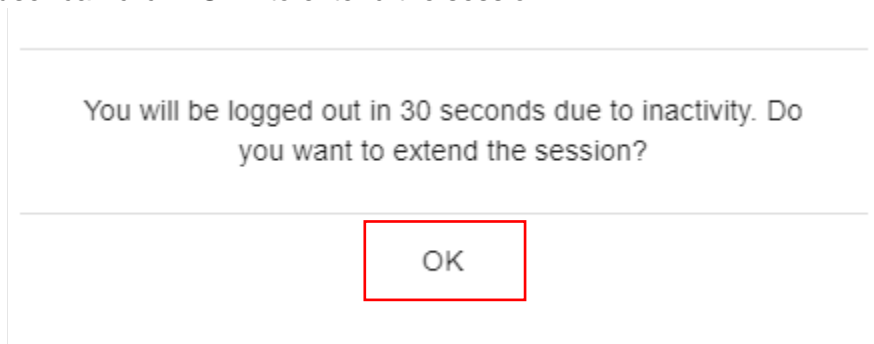 You will be logged out in 30 seconds due to inactivity. Do
you want to extend the session?
OK